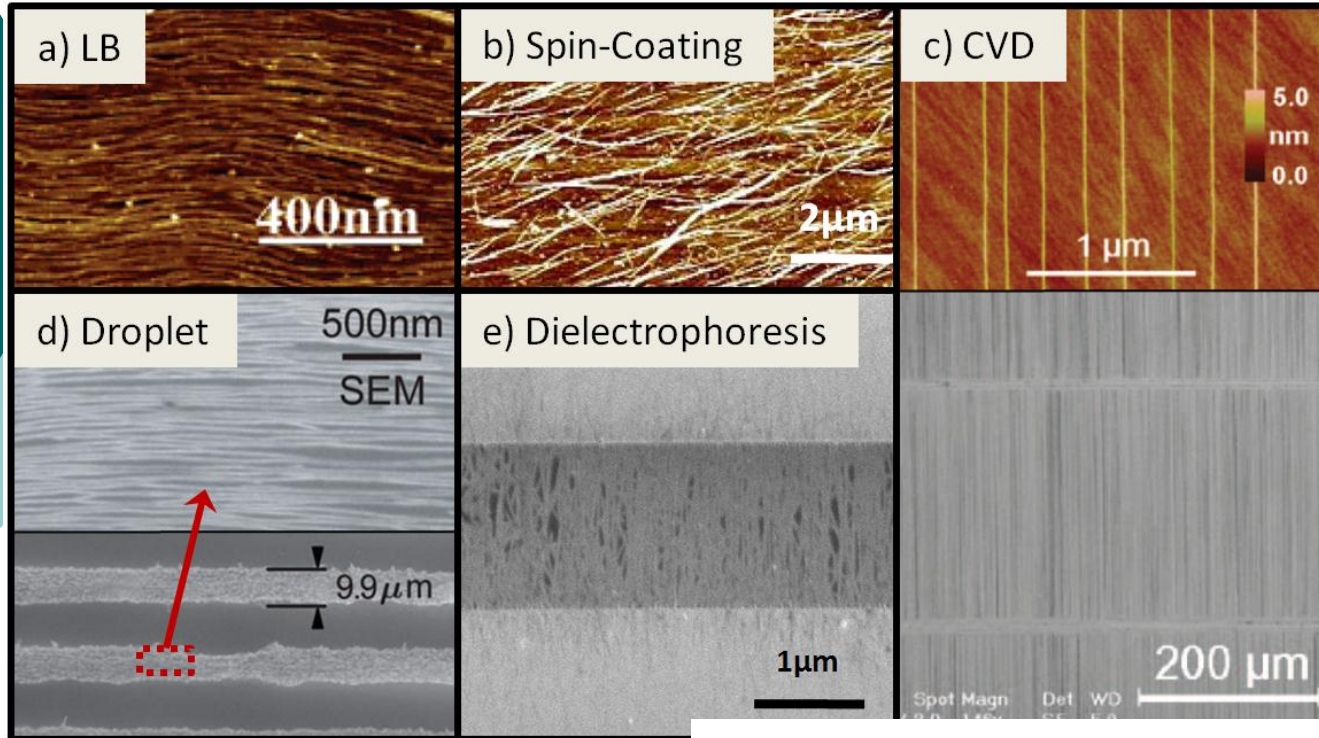 a) LB
400nm
b) Spin-Coating
2μm
c) CVD
5.0
nm
0.0
1 μm
d) Droplet
500nm
SEM
9.9μm
e) Dielectrophoresis
1μm
200 μm
Spot Magn Det WD